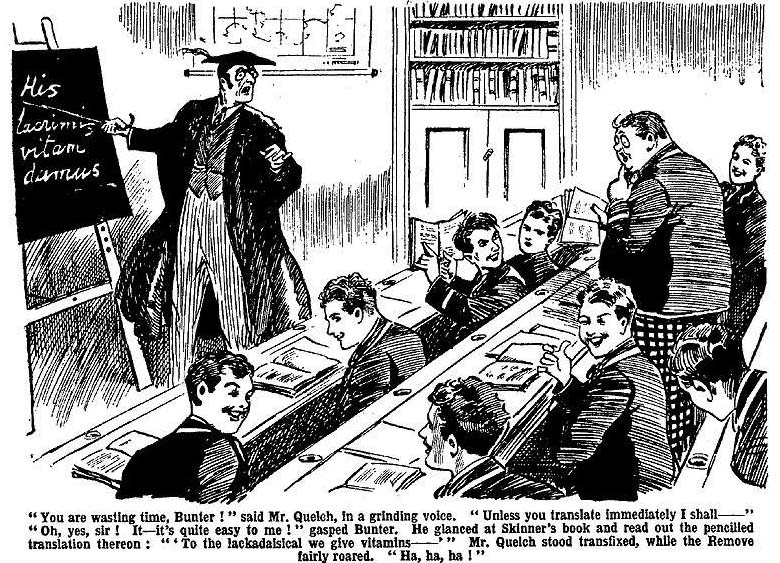 His
lacrimis
vitam
damus
"You are wasting time, Bunter!" said Mr. Quelch, in a grinding voice. "Unless you translate immediately I shall——"
"Oh, yes, sir! It—it's quite easy to me!" gasped Bunter. He glanced at Skinner's book and read out the pencilled
translation thereon: "'To the lackadaisical we give vitamins——'" Mr. Quelch stood transfixed, while the Remove
fairly roared. "Ha, ha, ha!"